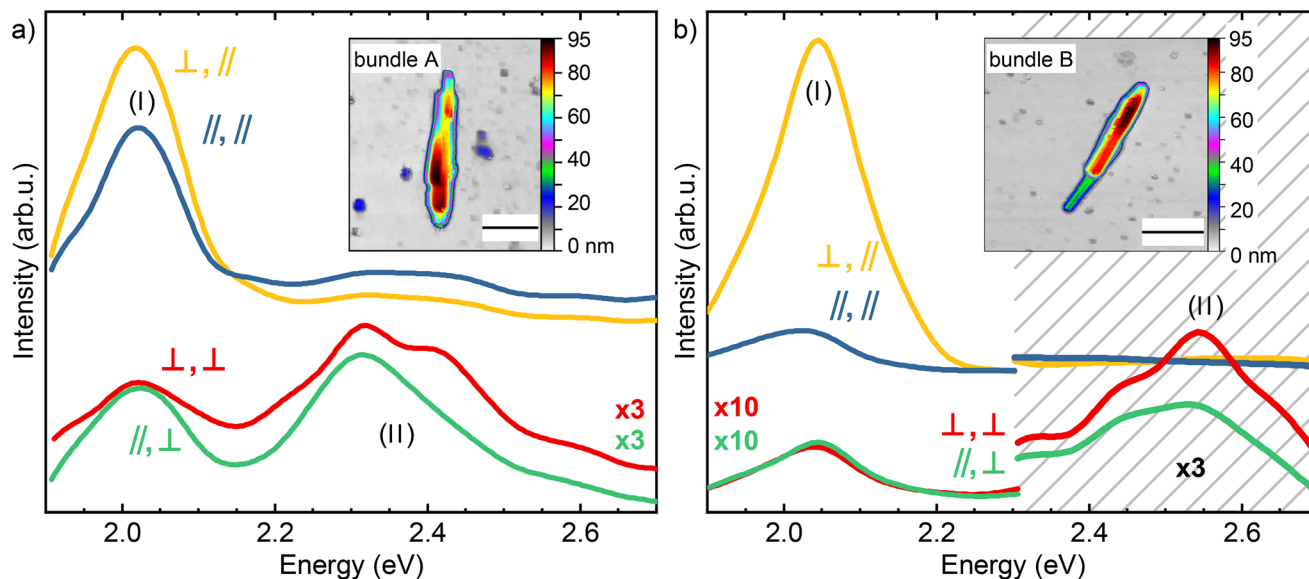 a)
Intensity (arb.u.)
⊥, //
(I)
//, //
bundle A
95
80
60
40
20
0 nm
⊥, ⊥
//, ⊥
(II)
x3
x3
2.0
2.2
2.4
2.6
Energy (eV)
b)
Intensity (arb.u.)
(I)
⊥, //
//, //
bundle B
95
80
60
40
20
0 nm
x10
x10
⊥, ⊥
//, ⊥
(II)
x3
2.0
2.2
2.4
2.6
Energy (eV)